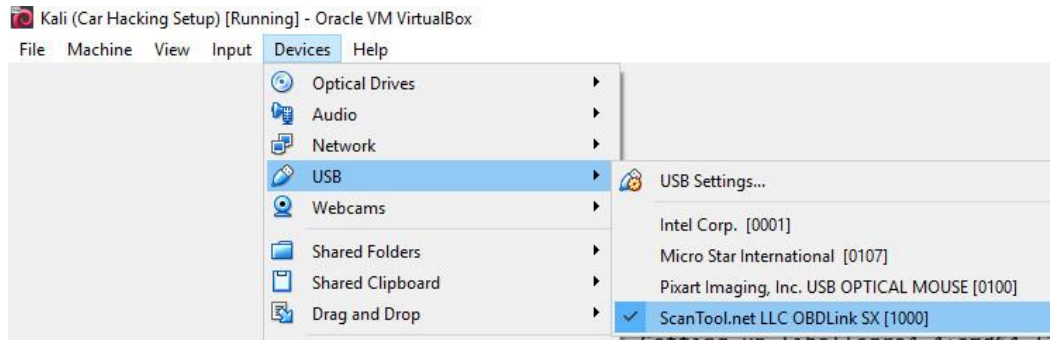 Kali (Car Hacking Setup) [Running] - Oracle VM VirtualBox
File Machine View Input Devices Help
Optical Drives
Audio
Network
USB
Webcams
Shared Folders
Shared Clipboard
Drag and Drop
USB Settings...
Intel Corp. [0001]
Micro Star International [0107]
Pixart Imaging, Inc. USB OPTICAL MOUSE [0100]
ScanTool.net LLC OBDLink SX [1000]